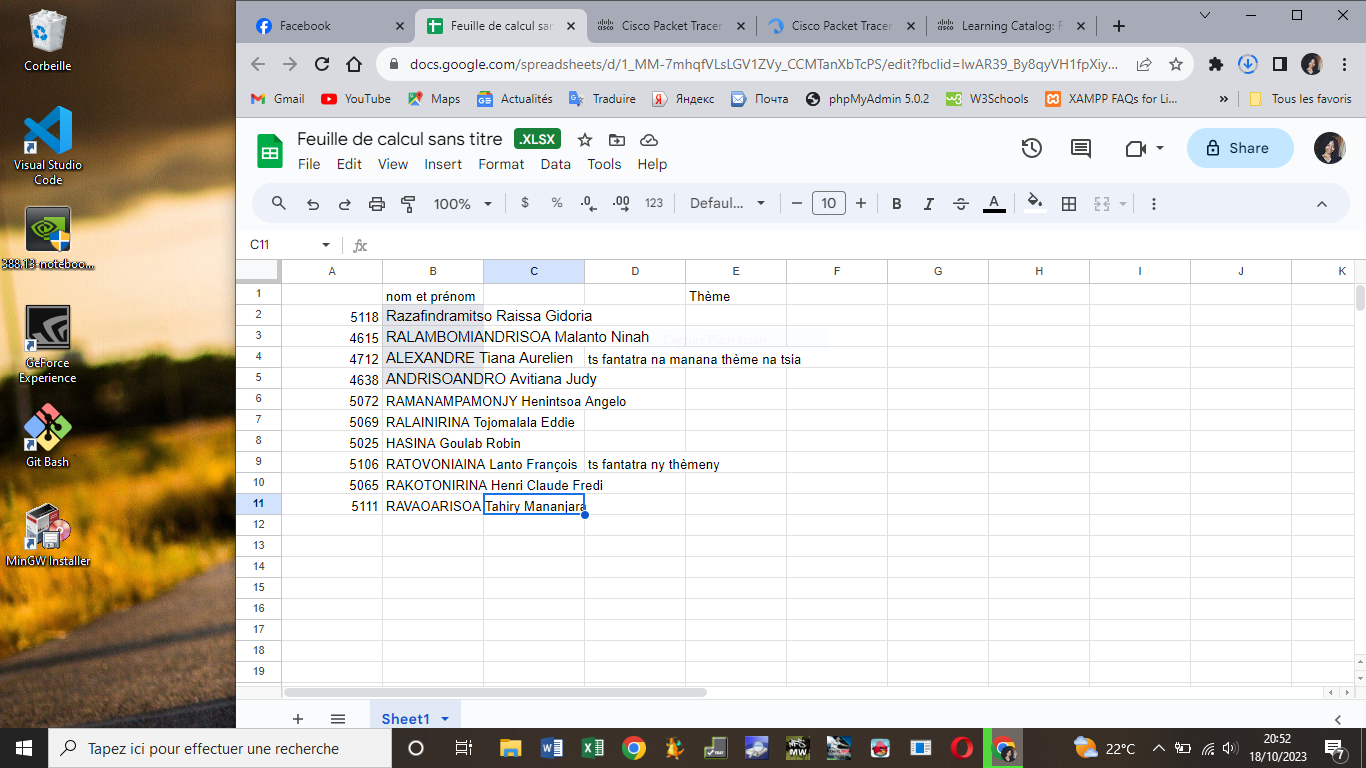 Corbeille
Visual Studio
Code
388.13-noteboo...
GeForce
Experience
Git Bash
MinGW Installer
Facebook
Feuille de calcul san
Cisco Packet Tracer
Cisco Packet Tracer
Learning Catalog: F
docs.google.com/spreadsheets/d/1_MM-7mhqfVLsLGV1ZVy_CCMTanXbTcPS/edit?fbclid=IwAR39_By8qyVH1fpXiy...
Gmail
YouTube
Maps
Actualités
Traduire
Яндекс
Почта
phpMyAdmin 5.0.2
W3Schools
XAMPP FAQs for Li...
»
Tous les favoris
Feuille de calcul sans titre .XLSX
File Edit View Insert Format Data Tools Help
Share
100% $ % .0 .00 123 Defaul... 10 B I S A
C11 fx
A B C D E F G H I J K
1 nom et prénom Thème
2 5118 Razafindramitso Raissa Gidoria
3 4615 RALAMBOMIANDRISOA Malanto Ninah
4 4712 ALEXANDRE Tiana Aurelien ts fantatra na manana thème na tsia
5 4638 ANDRISOANDRO Avitiana Judy
6 5072 RAMANAMPAMONJY Henintsoa Angelo
7 5069 RALAINIRINA Tojomalala Eddie
8 5025 HASINA Goulab Robin
9 5106 RATOVONIAINA Lanto François ts fantatra ny thèmeny
10 5065 RAKOTONIRINA Henri Claude Fredi
11 5111 RAVAOARISOA Tahiry Mananjara
12
13
14
15
16
17
18
19
Sheet1
Tapez ici pour effectuer une recherche
22°C
20:52
18/10/2023
7